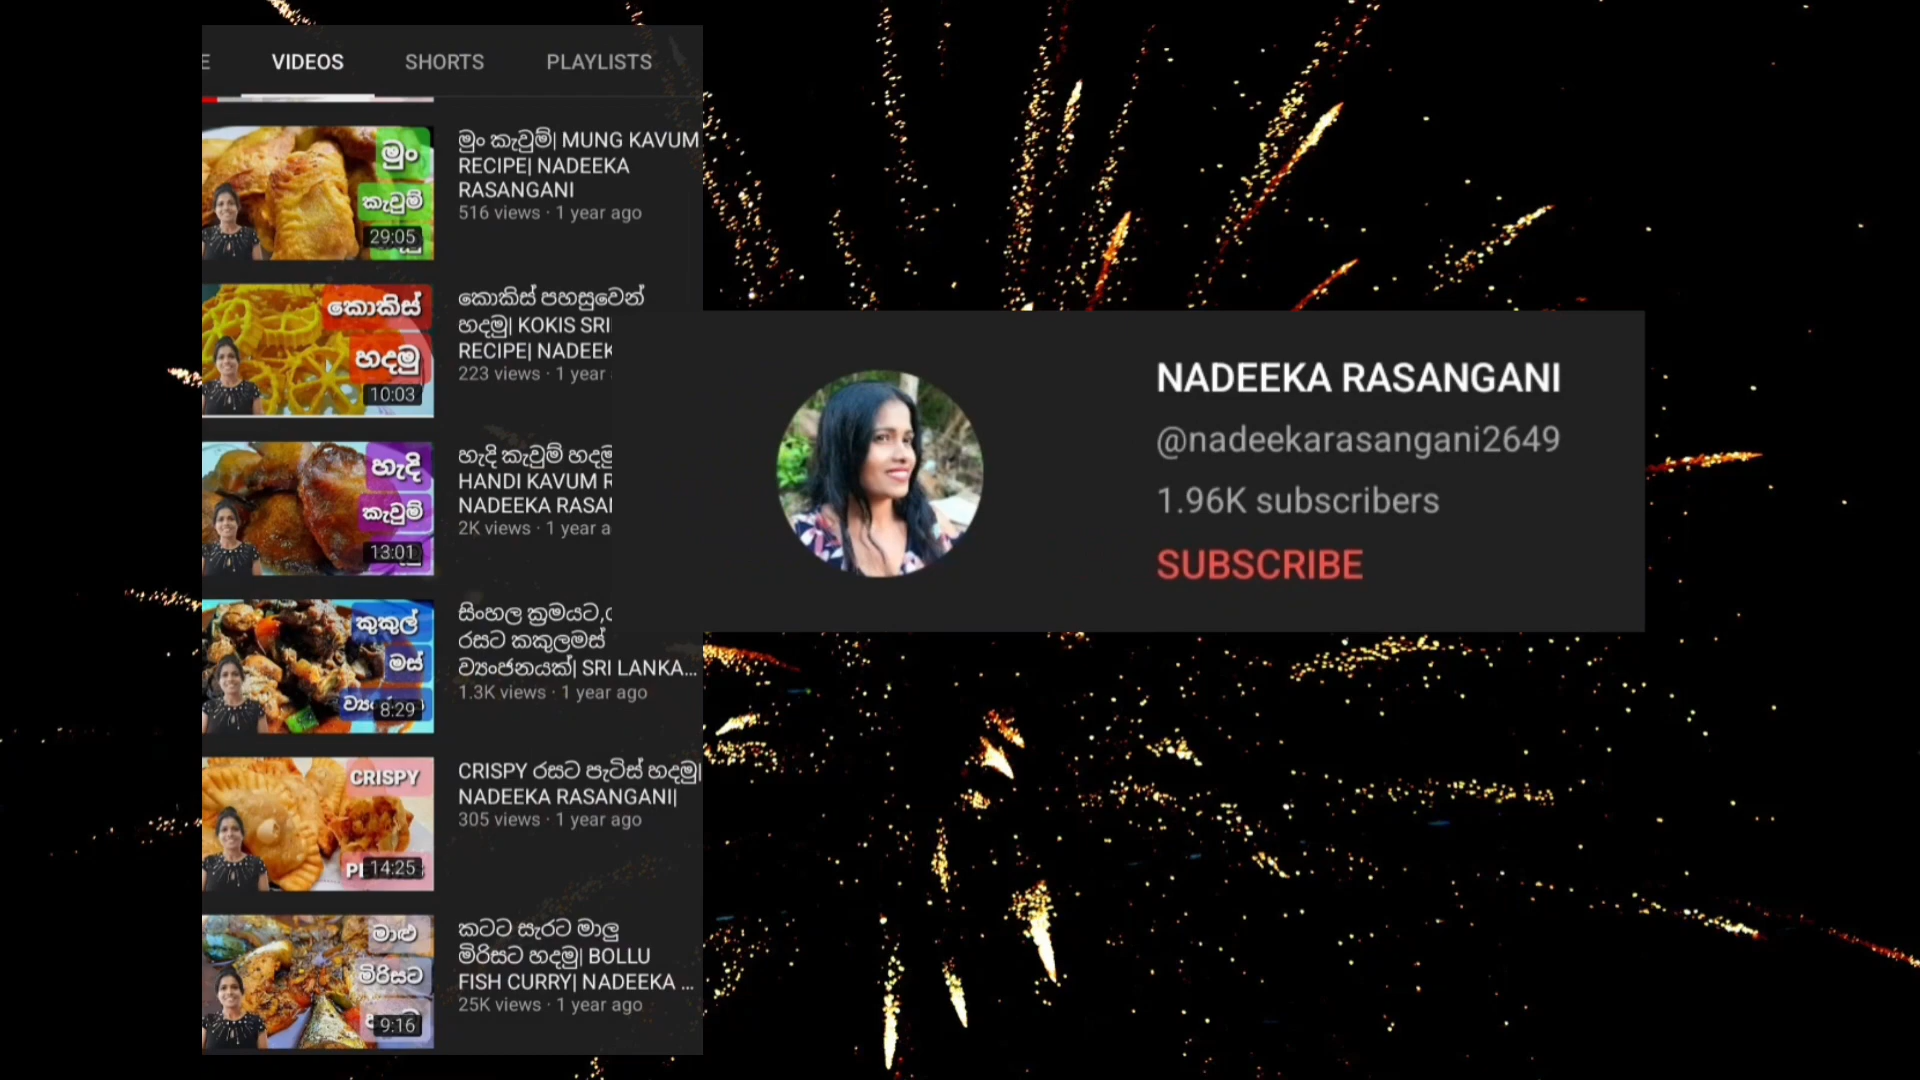 E VIDEOS SHORTS PLAYLISTS
මුං
කැවුම්
29:05
මුං කැවුම්| MUNG KAVUM
RECIPE| NADEEKA
RASANGANI
516 views · 1 year ago
කොකිස්
හදමු
10:03
කොකිස් පහසුවෙන්
හදමු| KOKIS SRI
RECIPE| NADEEK
223 views · 1 year
හැදි
කැවුම්
13:01
හැදි කැවුම් හදමු
HANDI KAVUM R
NADEEKA RASAI
2K views · 1 year a
කුකුල්
මස්
8:29
සිංහල ක්‍රමයට,
රසට කකුලමස්
ව්‍යංජනයක්| SRI LANKA...
1.3K views · 1 year ago
CRISPY
14:25
CRISPY රසට පැටිස් හදමු|
NADEEKA RASANGANI|
305 views · 1 year ago
මාළු
මිරිසට
9:16
කටට සැරට මාලු
මිරිසට හදමු| BOLLU
FISH CURRY| NADEEKA ...
25K views · 1 year ago
NADEEKA RASANGANI
@nadeekarasangani2649
1.96K subscribers
SUBSCRIBE